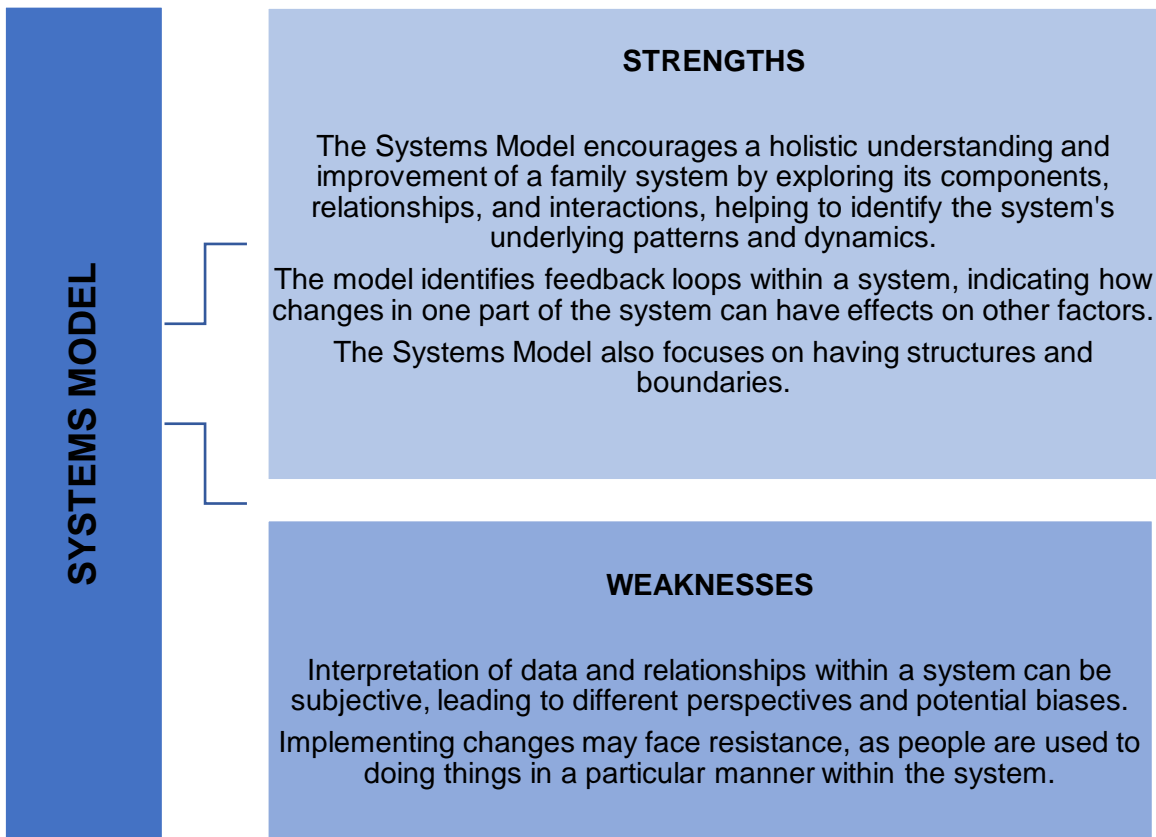 SYSTEMS MODEL
STRENGTHS
The Systems Model encourages a holistic understanding and
improvement of a family system by exploring its components,
relationships, and interactions, helping to identify the system's
underlying patterns and dynamics.
The model identifies feedback loops within a system, indicating how
changes in one part of the system can have effects on other factors.
The Systems Model also focuses on having structures and
boundaries.
WEAKNESSES
Interpretation of data and relationships within a system can be
subjective, leading to different perspectives and potential biases.
Implementing changes may face resistance, as people are used to
doing things in a particular manner within the system.